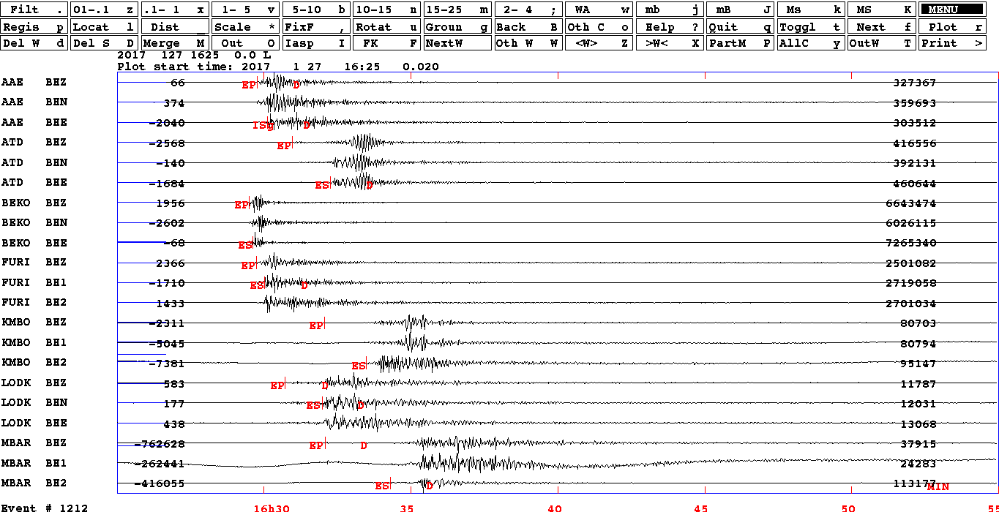 Filt . 01-.1 z .1- 1 x 1- 5 v 5-10 b 10-15 n 15-25 m 2- 4 ; WA w mb j mB J Ms k MS K MENU
Regis p Locat l Dist _ Scale * FixF , Rotat u Groun g Back B Oth C o Help ? Quit q Toggl t Next f Plot r
Del W d Del S D Merge M Out O Iasp I FK F NextW Oth W W <W> Z >W< X PartM P AllC y OutW T Print >
2017 127 1625 0.0 L
Plot start time: 2017 1 27 16:25 0.020
AAE BHZ 66 EP D 327367
AAE BHN 374 359693
AAE BHE -2040 ISg D 303512
ATD BHZ -2568 EP 416556
ATD BHN -140 392131
ATD BHE -1684 ES D 460644
BEKO BHZ 1956 EP 6643474
BEKO BHN -2602 6026115
BEKO BHE -68 ES 7265340
FURI BHZ 2366 EP 2501082
FURI BH1 -1710 ES D 2719058
FURI BH2 1433 2701034
KMBO BHZ -2311 EP 80703
KMBO BH1 -5045 80794
KMBO BH2 -7381 ES 95147
LODK BHZ 583 EP D 11787
LODK BHN 177 ES D 12031
LODK BHE 438 13068
MBAR BHZ -762628 EP D 37915
MBAR BH1 -262441 24283
MBAR BH2 -416055 ES D 113177 MIN
Event # 1212 16h30 35 40 45 50 55